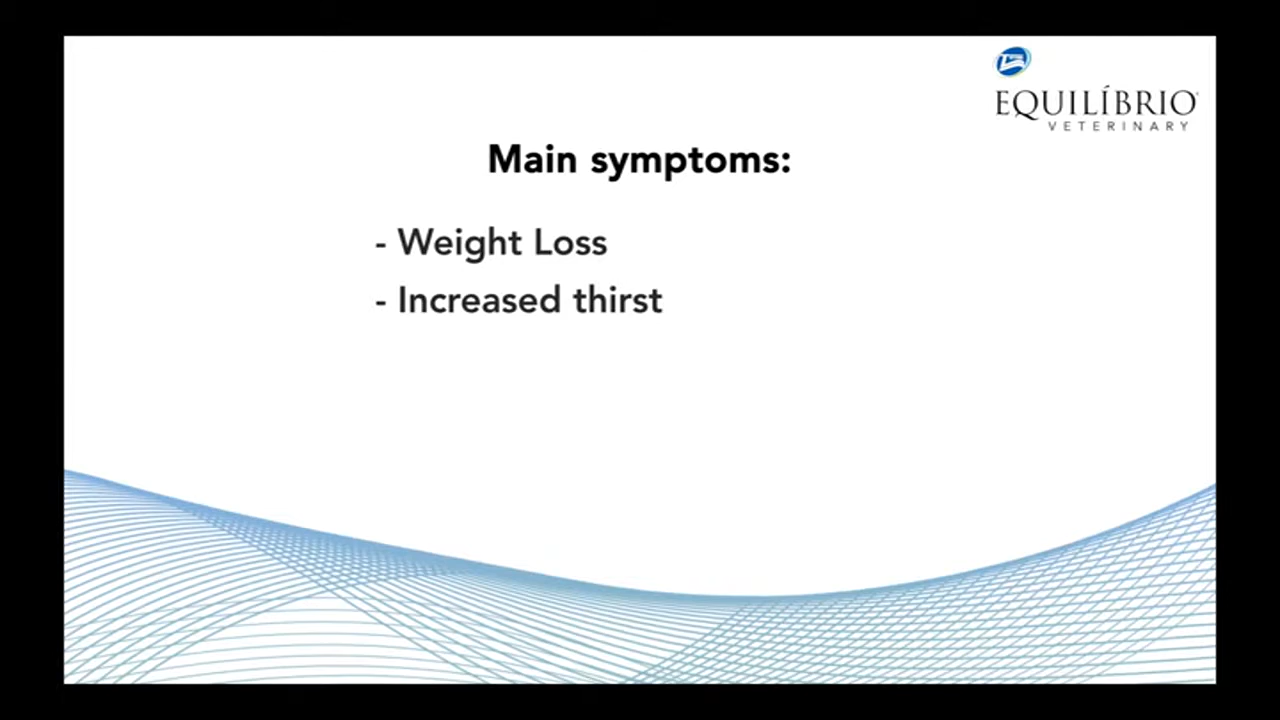 EQUILÍBRIO
VETERINARY
Main symptoms:
- Weight Loss
- Increased thirst